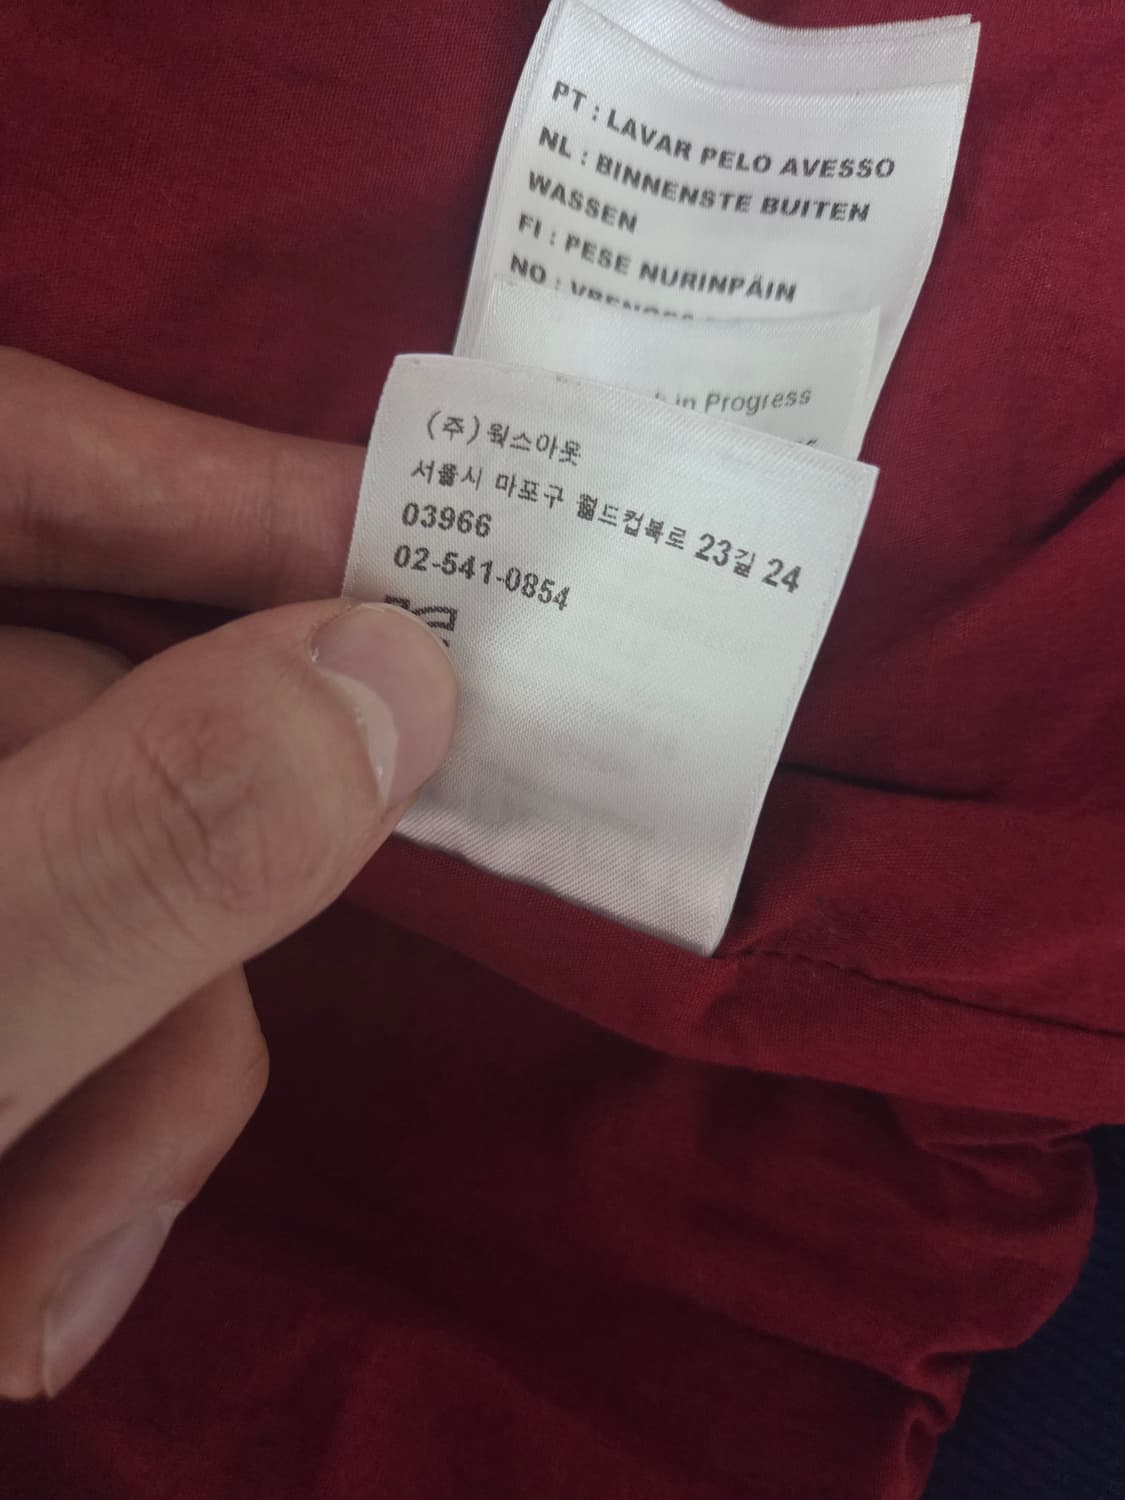 PT : LAVAR PELO AVESSO
NL : BINNENSTE BUITEN
WASSEN
FI : PESE NURINPÄIN
NO :
in Progress
(주)웍스아웃
서울시 마포구 월드컵북로 23길 24
03966
02-541-0854